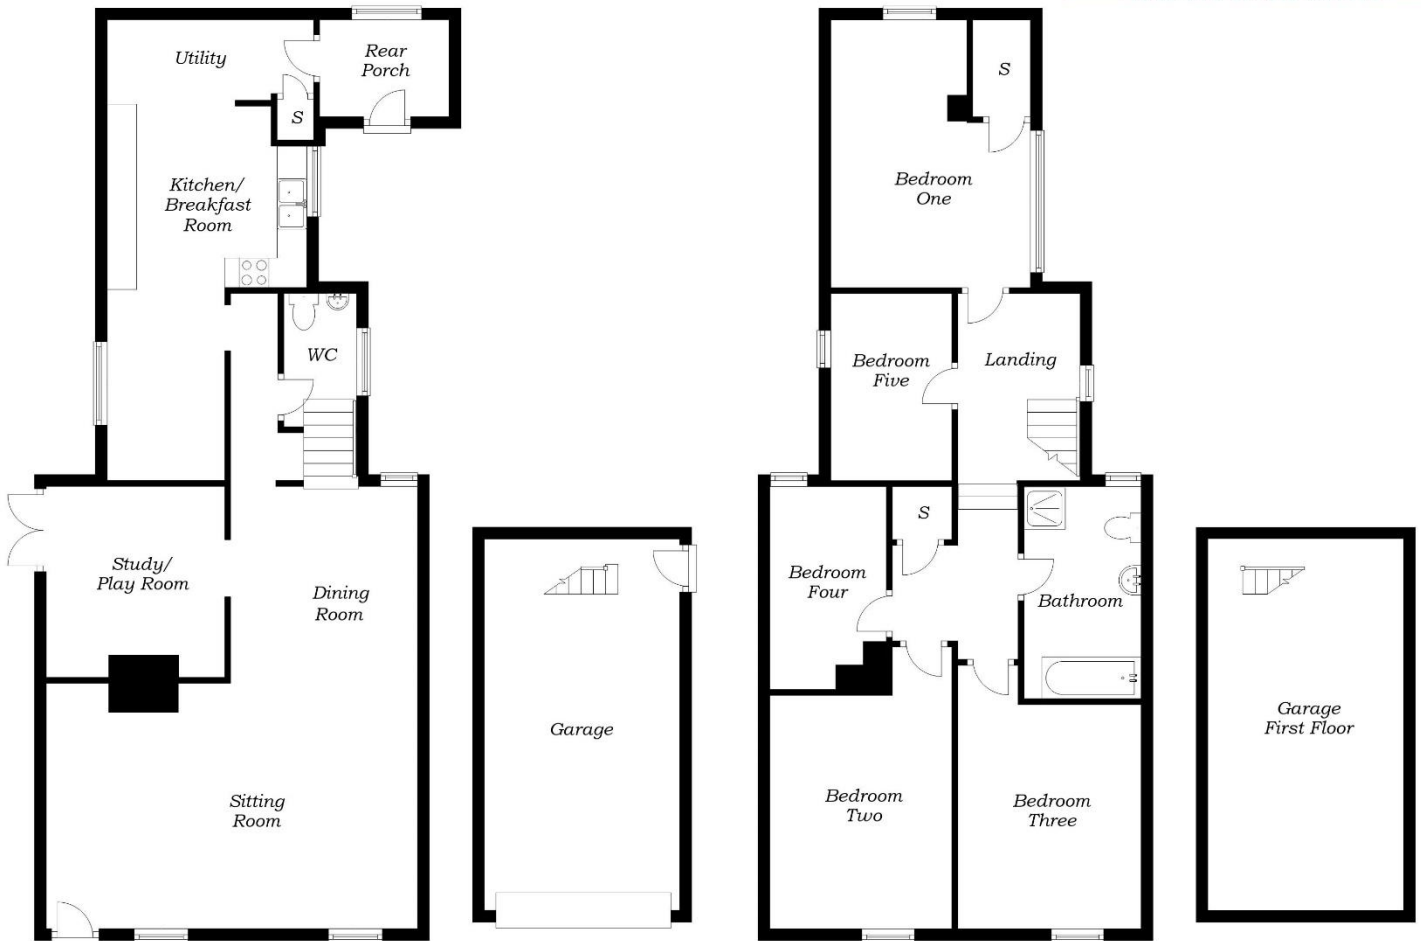 Utility
Rear
Porch
S
Kitchen/
Breakfast
Room
WC
Study/
Play Room
Dining
Room
Sitting
Room
Garage
S
Bedroom
One
Bedroom
Five
Landing
S
Bedroom
Four
Bathroom
Bedroom
Two
Bedroom
Three
Garage
First Floor